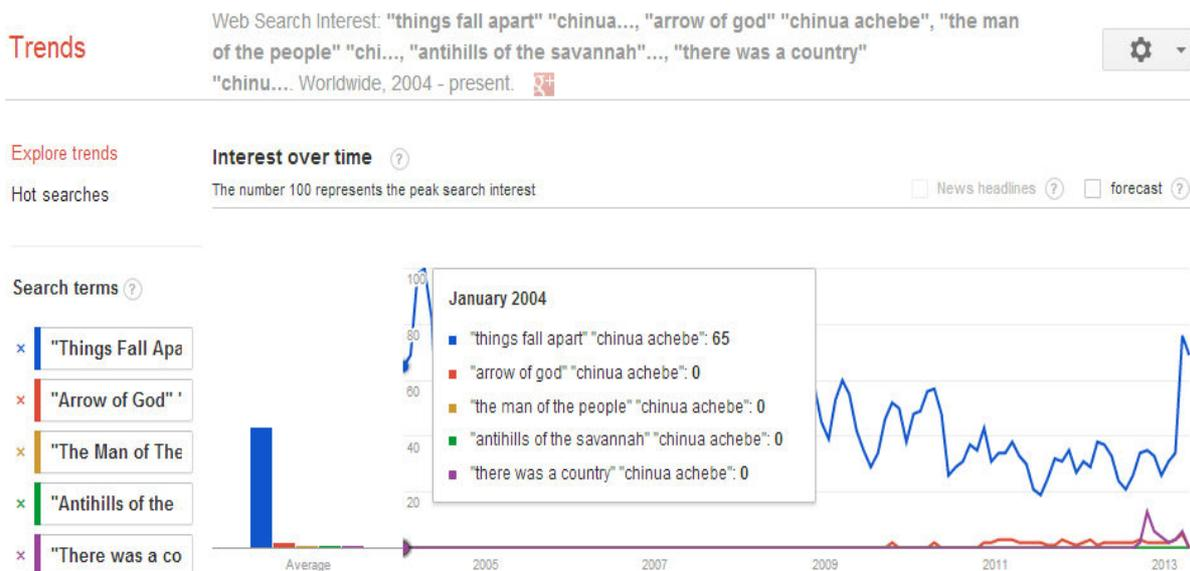 Trends
Web Search Interest: "things fall apart" "chinua..., "arrow of god" "chinua achebe", "the man
of the people" "chi..., "antihills of the savannah"..., "there was a country"
"chinu.... Worldwide, 2004 - present.
g+
Explore trends
Hot searches
Interest over time ?
The number 100 represents the peak search interest
News headlines ? forecast ?
Search terms ?
× "Things Fall Apa
× "Arrow of God" '
× "The Man of The
× "Antihills of the
× "There was a co
Average
100
80
60
40
20
January 2004
"things fall apart" "chinua achebe": 65
"arrow of god" "chinua achebe": 0
"the man of the people" "chinua achebe": 0
"antihills of the savannah" "chinua achebe": 0
"there was a country" "chinua achebe": 0
2005 2007 2009 2011 2013